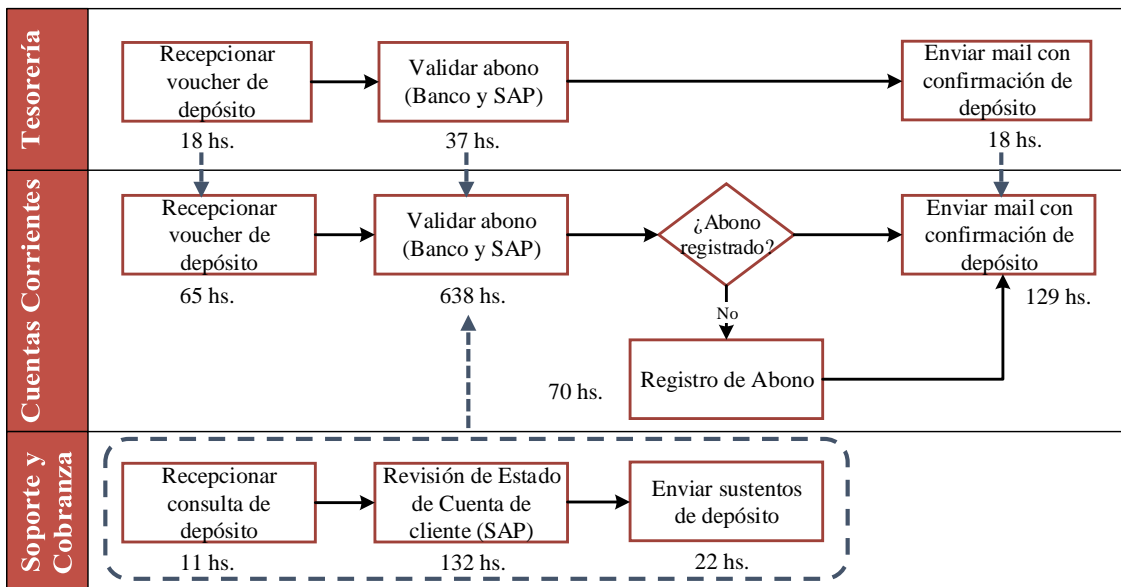 Tesorería
Recepcionar
voucher de
depósito
18 hs.
Validar abono
(Banco y SAP)
37 hs.
Enviar mail con
confirmación de
depósito
18 hs.
Cuentas Corrientes
Recepcionar
voucher de
depósito
65 hs.
Validar abono
(Banco y SAP)
638 hs.
¿Abono
registrado?
No
Registro de Abono
70 hs.
Enviar mail con
confirmación de
depósito
129 hs.
Soporte y
Cobranza
Recepcionar
consulta de
depósito
11 hs.
Revisión de Estado
de Cuenta de
cliente (SAP)
132 hs.
Enviar sustentos
de depósito
22 hs.